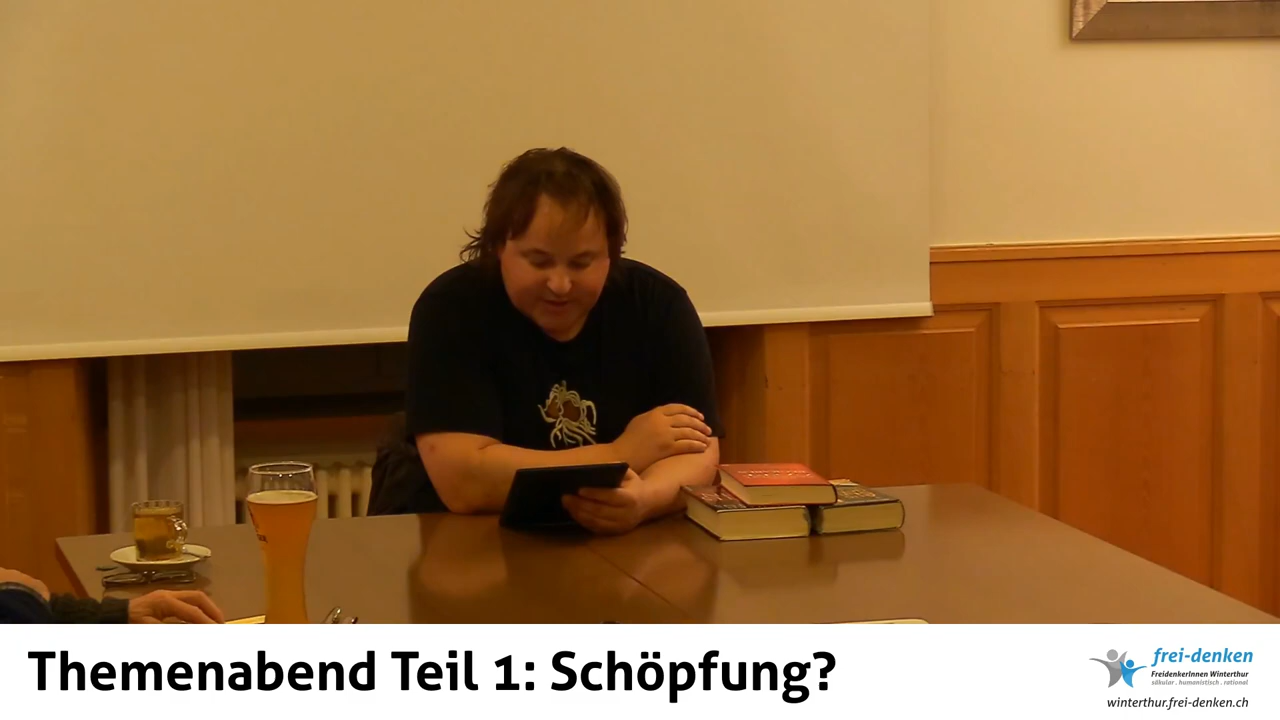 Themenabend Teil 1: Schöpfung?
frei-denken
FreidenkerInnen Winterthur
säkular . humanistisch . rational
winterthur.frei-denken.ch